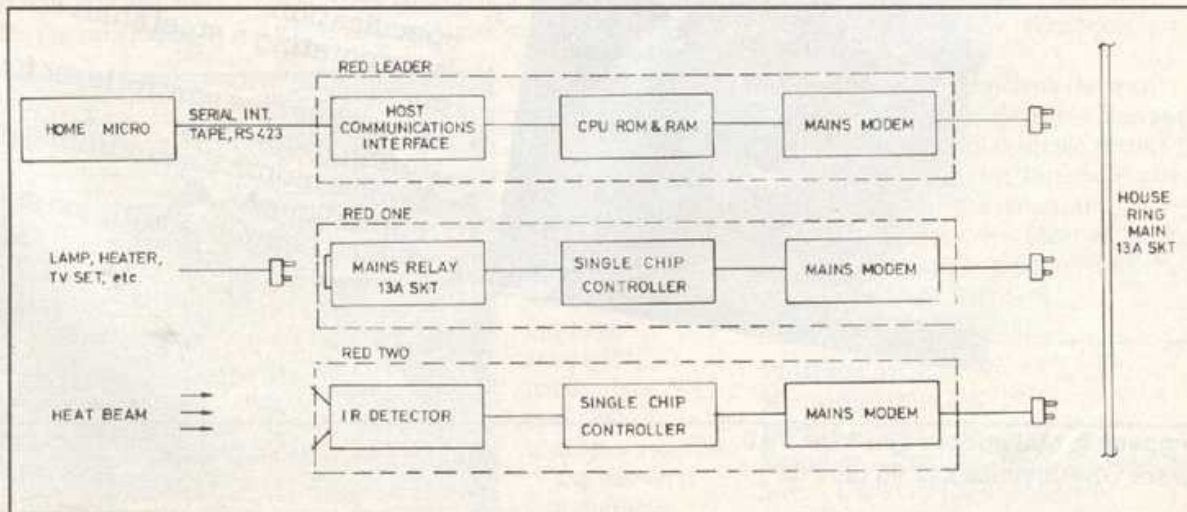 RED LEADER
HOME MICRO
SERIAL INT.
TAPE, RS423
HOST
COMMUNICATIONS
INTERFACE
CPU ROM & RAM
MAINS MODEM
HOUSE
RING
MAIN
13A SKT
RED ONE
LAMP, HEATER,
TV SET, etc.
MAINS RELAY
13A SKT
SINGLE CHIP
CONTROLLER
MAINS MODEM
RED TWO
HEAT BEAM
I.R. DETECTOR
SINGLE CHIP
CONTROLLER
MAINS MODEM